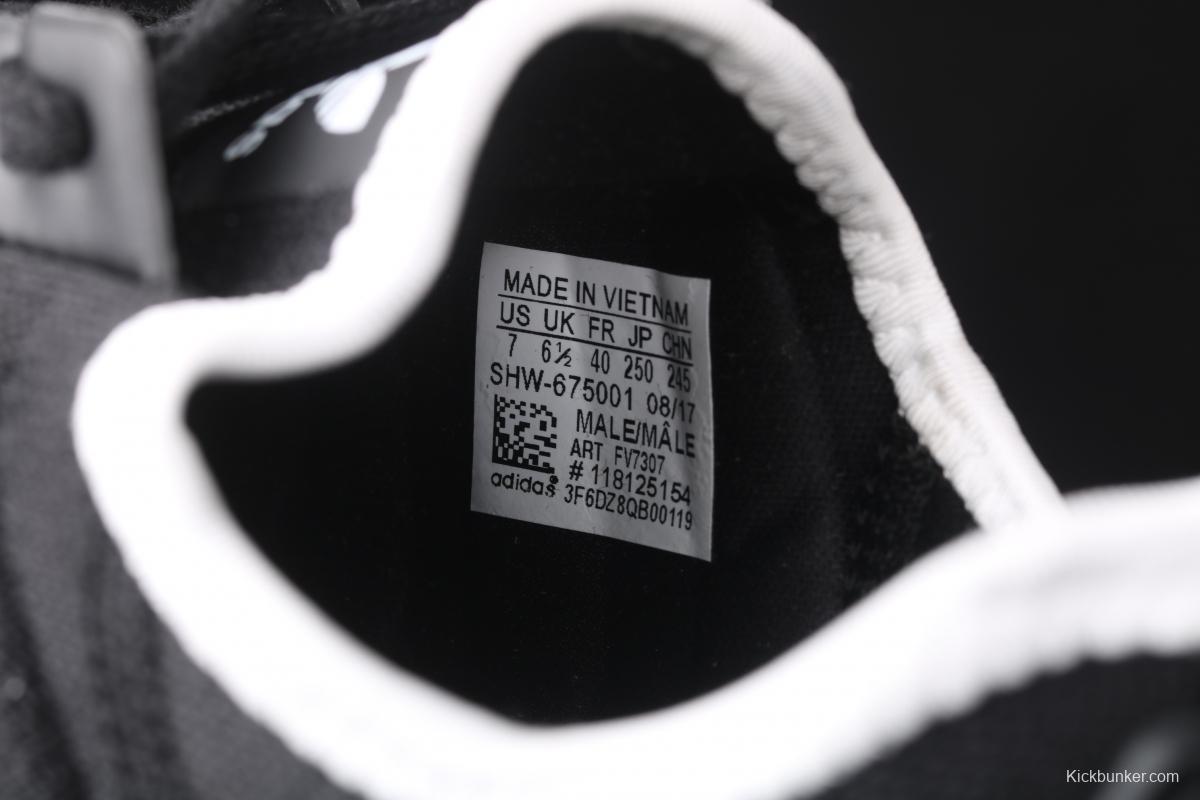 MADE IN VIETNAM
US UK FR JP CHN
7 6½ 40 250 245
SHW-675001 08/17
MALE/MÂLE
ART FV7307
# 118125154
adidas® 3F6DZ8QB00119
Kickbunker.com